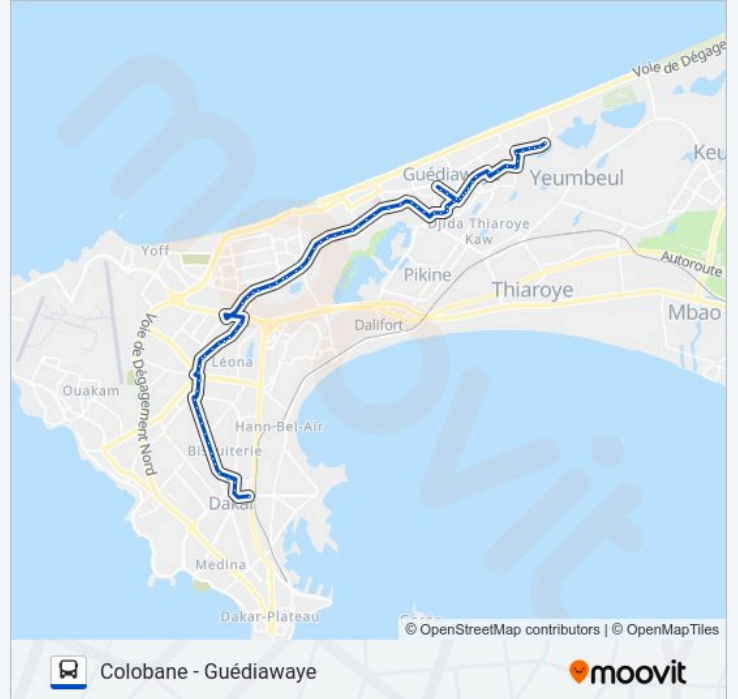 Voie de Dégage
Keu
Guédiaw
Yeumbeul
Djida Thiaroye
Kaw
Yoff
Autoroute
Pikine
Thiaroye
Mbao
Dalifort
Voie de Dégagement Nord
Léona
Ouakam
Hann-Bel-Air
Biscuiterie
Dakar
Medina
Dakar-Plateau
© OpenStreetMap contributors | © OpenMapTiles
Colobane - Guédiawaye
moovit
moovit